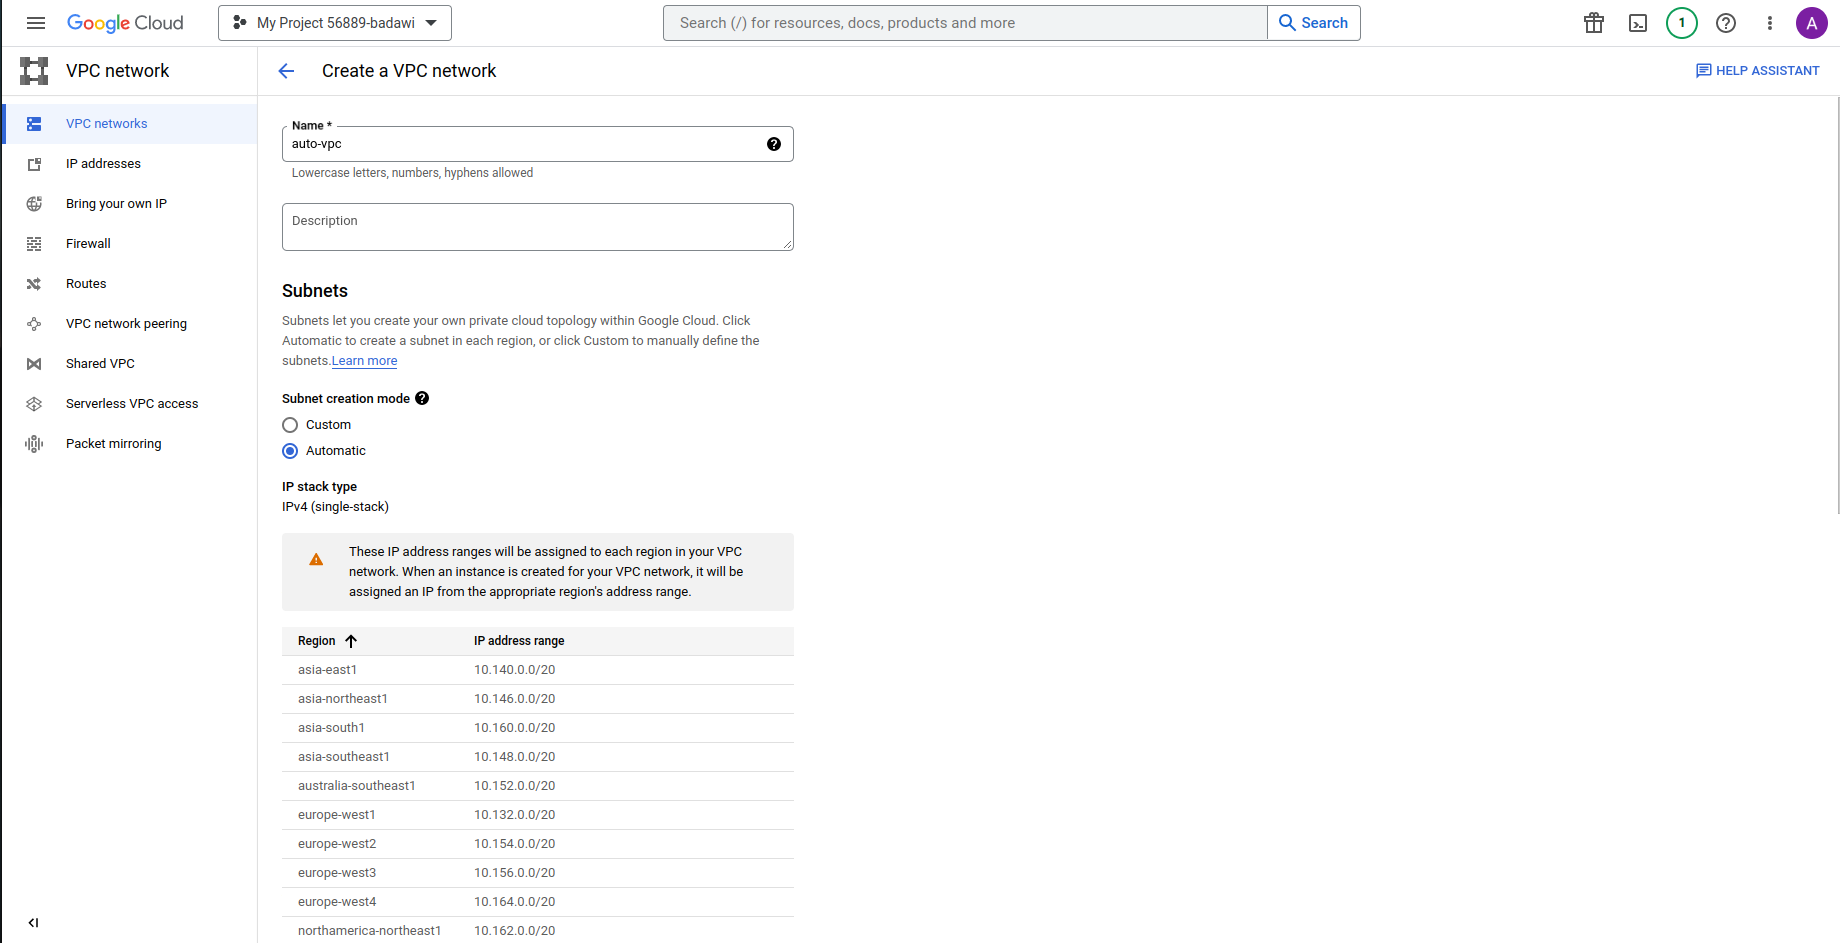 Google Cloud
My Project 56889-badawi
Search (/) for resources, docs, products and more
Search
1
A
VPC network
Create a VPC network
HELP ASSISTANT
VPC networks
IP addresses
Bring your own IP
Firewall
Routes
VPC network peering
Shared VPC
Serverless VPC access
Packet mirroring
Name *
auto-vpc
Lowercase letters, numbers, hyphens allowed
Description
Subnets
Subnets let you create your own private cloud topology within Google Cloud. Click
Automatic to create a subnet in each region, or click Custom to manually define the
subnets.Learn more
Subnet creation mode
Custom
Automatic
IP stack type
IPv4 (single-stack)
These IP address ranges will be assigned to each region in your VPC
network. When an instance is created for your VPC network, it will be
assigned an IP from the appropriate region's address range.
Region IP address range
asia-east1 10.140.0.0/20
asia-northeast1 10.146.0.0/20
asia-south1 10.160.0.0/20
asia-southeast1 10.148.0.0/20
australia-southeast1 10.152.0.0/20
europe-west1 10.132.0.0/20
europe-west2 10.154.0.0/20
europe-west3 10.156.0.0/20
europe-west4 10.164.0.0/20
northamerica-northeast1 10.162.0.0/20